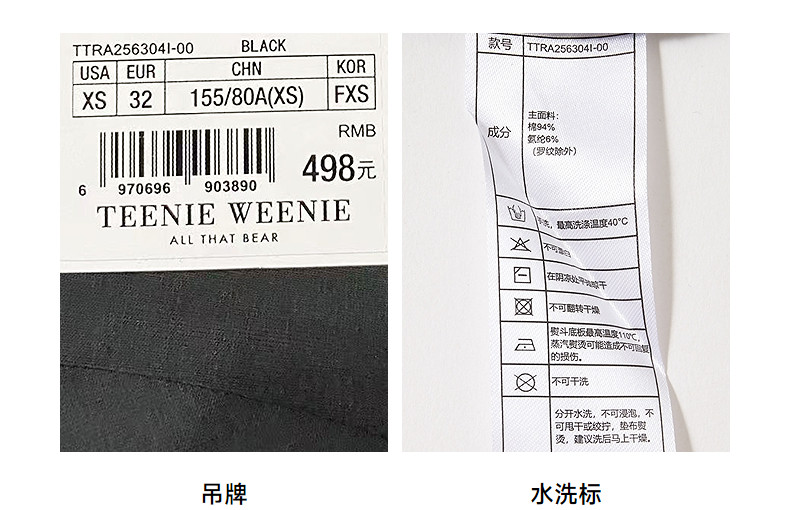 TTRA256304I-00 BLACK
USA EUR CHN KOR
XS 32 155/80A(XS) FXS
RMB
498元
6 970696 903890
TEENIE WEENIE
ALL THAT BEAR
吊牌
款号 TTRA256304I-00
成分
主面料:
棉94%
氨纶6%
(罗纹除外)
手洗,最高洗涤温度40°C
不可漂白
在阴凉处平摊晾干
不可翻转干燥
熨斗底板最高温度110℃,
蒸汽熨烫可能造成不可回复
的损伤。
不可干洗
分开水洗,不可浸泡,不
可甩干或绞拧,垫布熨
烫,建议洗后马上干燥。
水洗标